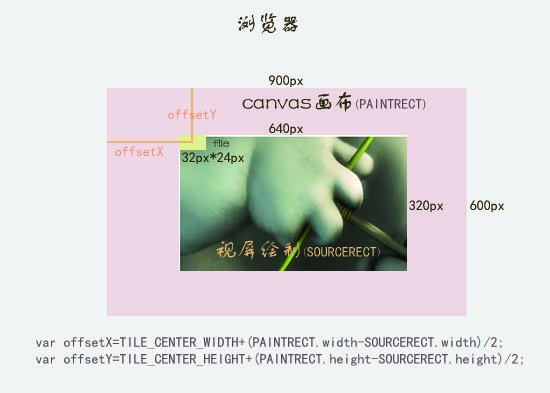 浏览器
900px
canvas画布(PAINTRECT)
offsetY
640px
offsetX
tile
32px*24px
320px
600px
视屏绘制(SOURCERECT)
var offsetX=TILE_CENTER_WIDTH+(PAINTRECT.width-SOURCERECT.width)/2;
var offsetY=TILE_CENTER_HEIGHT+(PAINTRECT.height-SOURCERECT.height)/2;